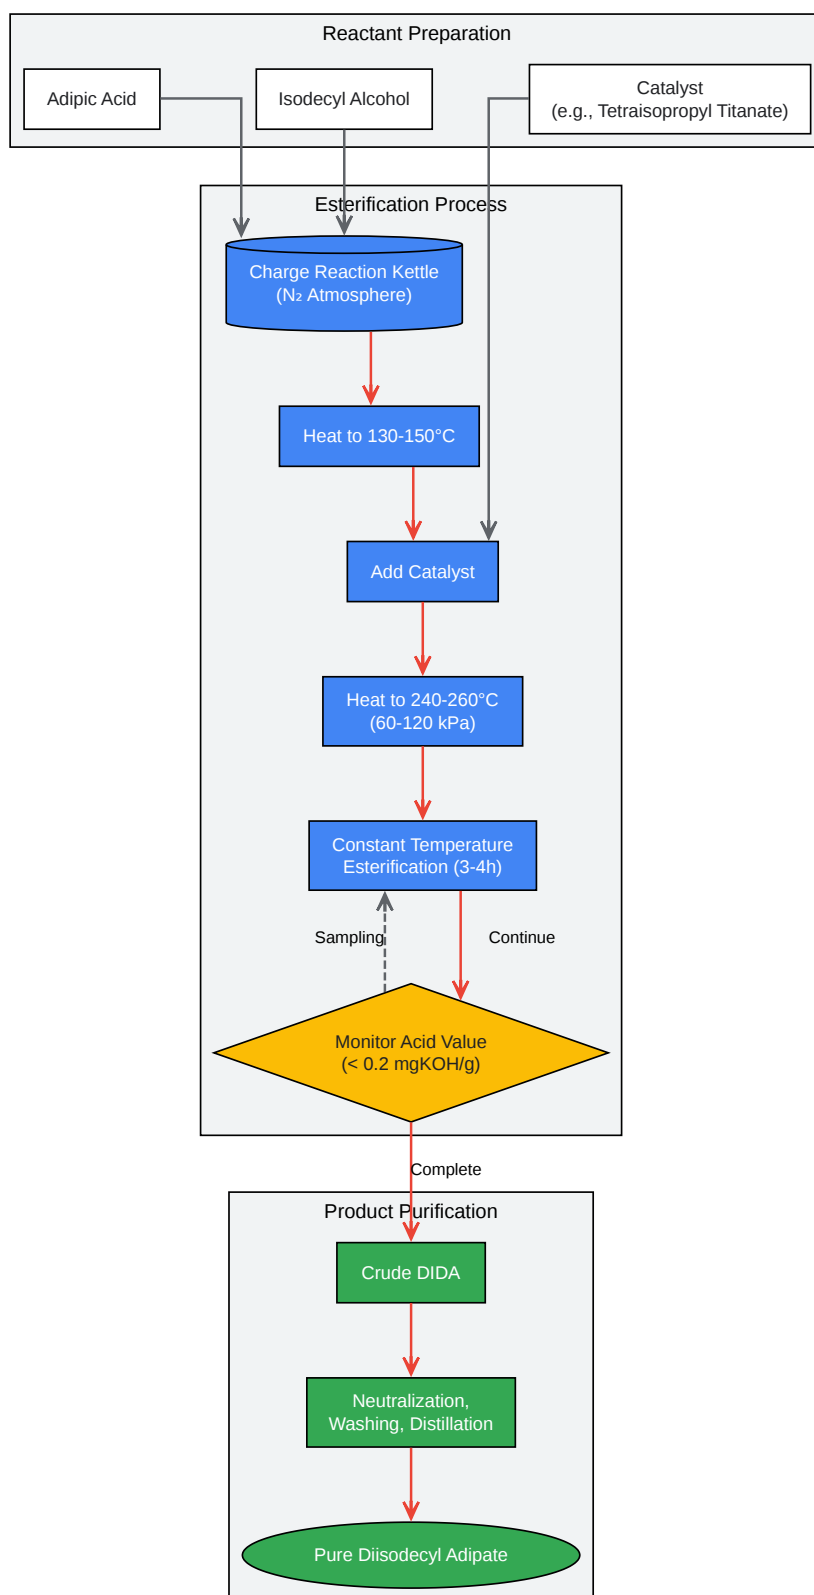 Reactant Preparation
Adipic Acid
Isodecyl Alcohol
Catalyst
(e.g., Tetraisopropyl Titanate)
Esterification Process
Charge Reaction Kettle
(N₂ Atmosphere)
Heat to 130-150°C
Add Catalyst
Heat to 240-260°C
(60-120 kPa)
Constant Temperature
Esterification (3-4h)
Sampling
Continue
Monitor Acid Value
(< 0.2 mgKOH/g)
Complete
Product Purification
Crude DIDA
Neutralization,
Washing, Distillation
Pure Diisodecyl Adipate